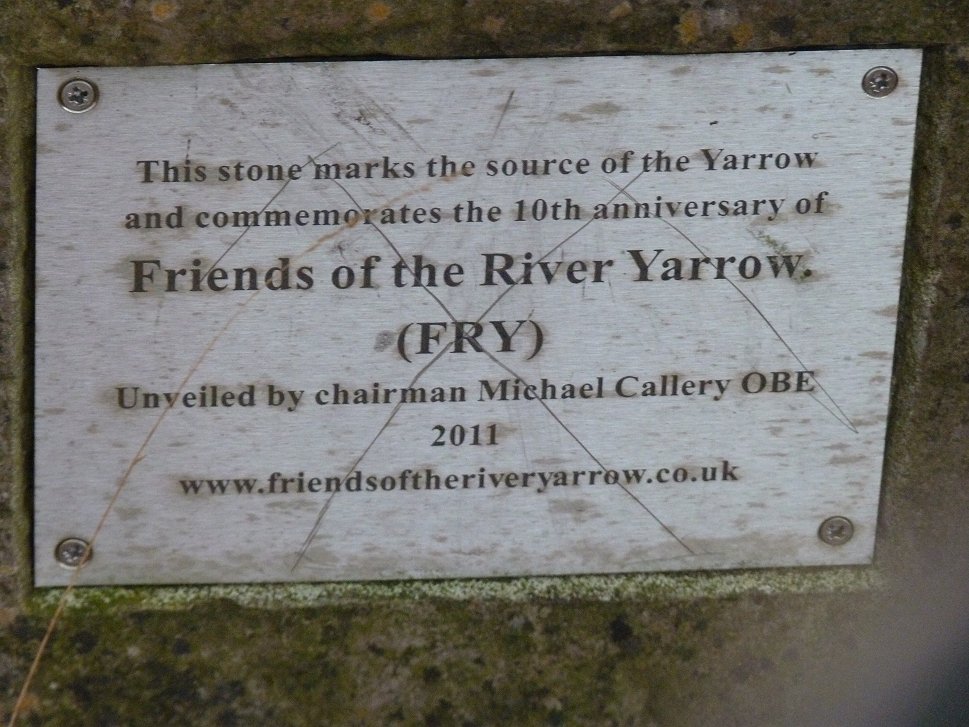 This stone marks the source of the Yarrow
and commemorates the 10th anniversary of
Friends of the River Yarrow.
(FRY)
Unveiled by chairman Michael Callery OBE
2011
www.friendsoftheriveryarrow.co.uk